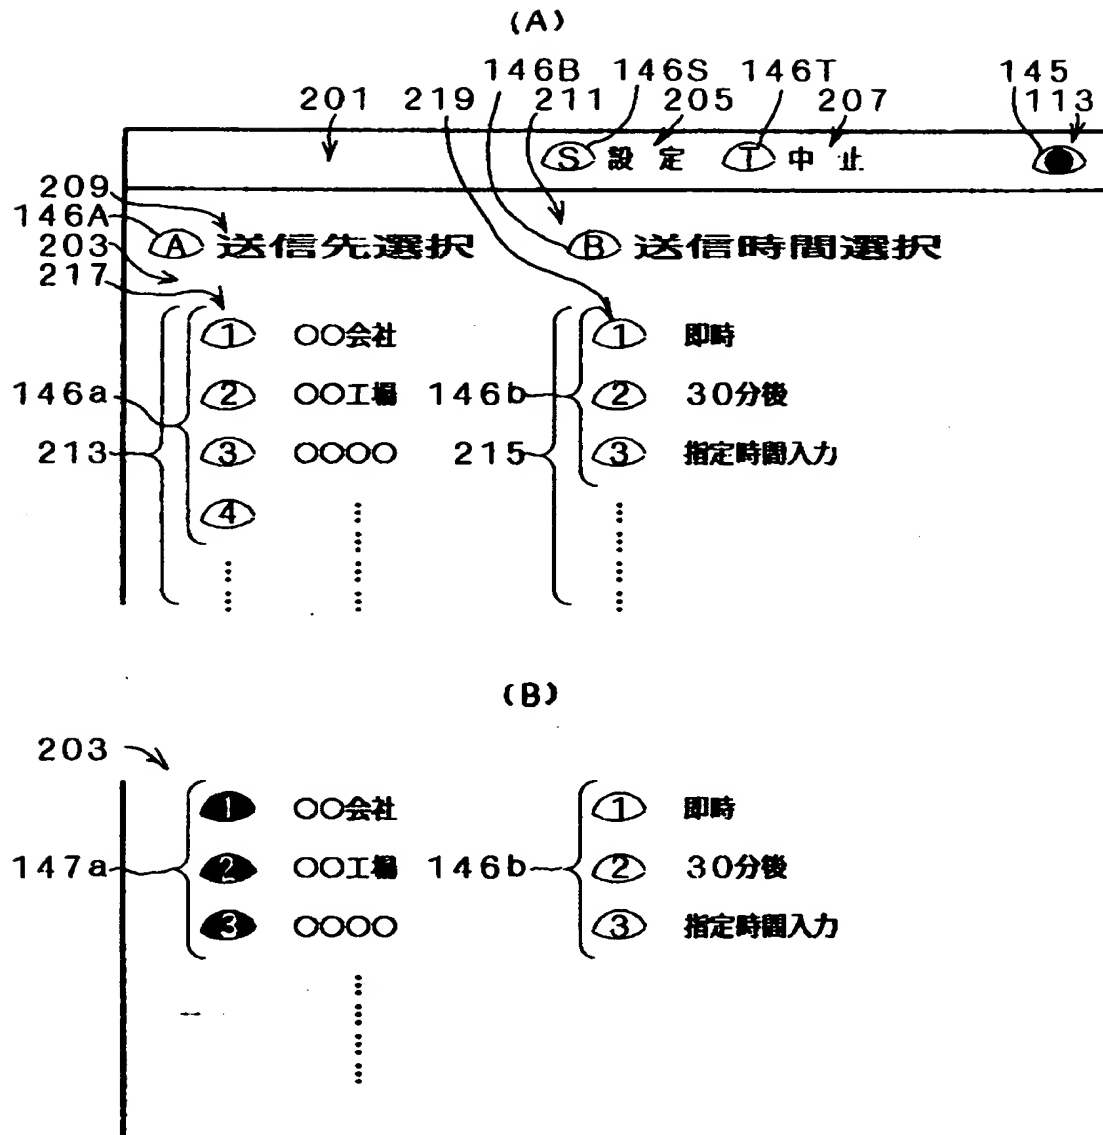 (A)
146B 146S 146T 145
201 219 211 205 207 113
S 設定 T 中止
209
146A A 送信先選択 B 送信時間選択
203
217
1 ○○会社 1 即時
146a 2 ○○工場 146b 2 30分後
213 3 ○○○○ 215 3 指定時間入力
4
(B)
203
1 ○○会社 1 即時
147a 2 ○○工場 146b 2 30分後
3 ○○○○ 3 指定時間入力